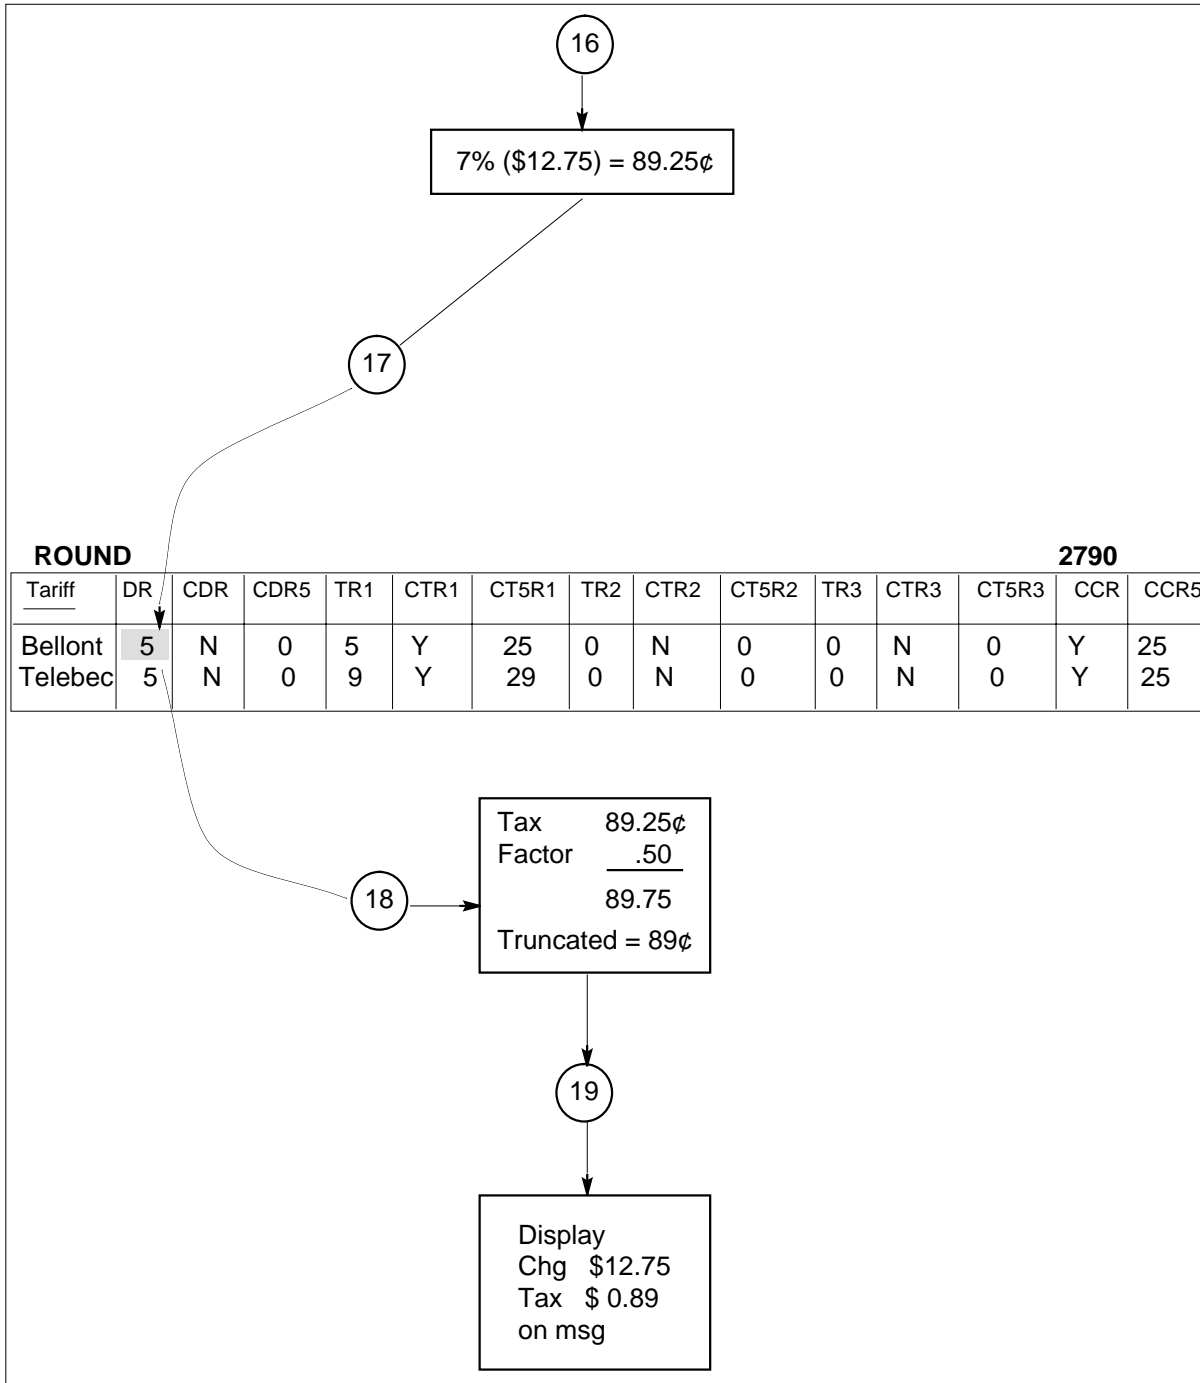 16
7% ($12.75) = 89.25¢
17
ROUND 2790
Tariff DR CDR CDR5 TR1 CTR1 CT5R1 TR2 CTR2 CT5R2 TR3 CTR3 CT5R3 CCR CCR5
Bellont 5 N 0 5 Y 25 0 N 0 0 N 0 Y 25
Telebec 5 N 0 9 Y 29 0 N 0 0 N 0 Y 25
Tax 89.25¢
Factor .50
89.75
18
Truncated = 89¢
19
Display
Chg $12.75
Tax $ 0.89
on msg